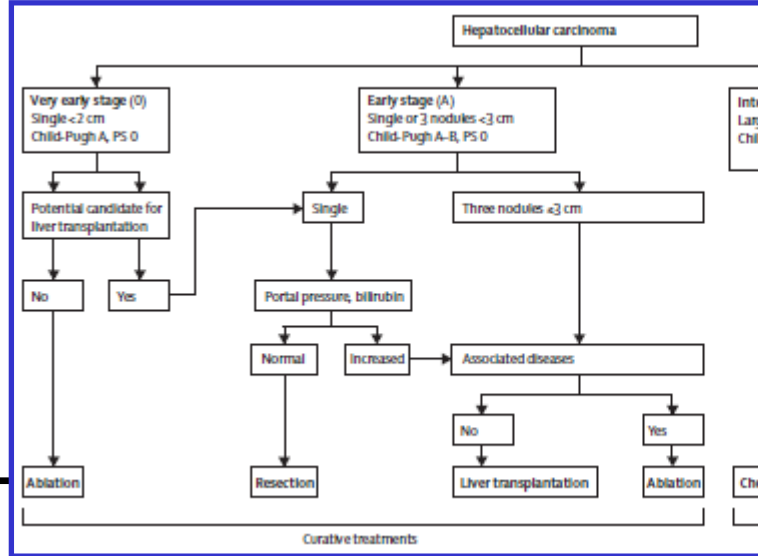 Hepatocellular carcinoma
Very early stage (0)
Single <2 cm
Child-Pugh A, PS 0
Early stage (A)
Single or 3 nodules <3 cm
Child-Pugh A–B, PS 0
Potential candidate for
liver transplantation
Single
Three nodules ≤3 cm
No
Yes
Portal pressure, bilirubin
Normal
Increased
Associated diseases
No
Yes
Ablation
Resection
Liver transplantation
Ablation
Curative treatments